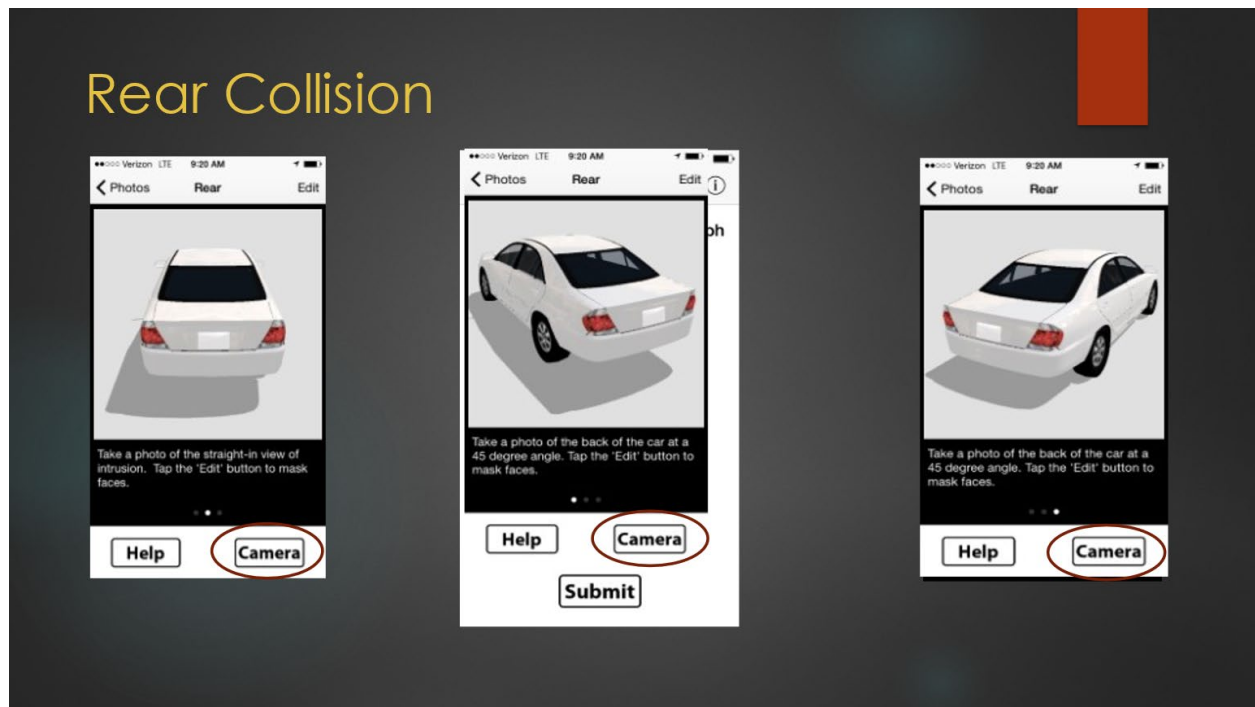 Rear Collision
Verizon LTE 9:20 AM
Photos Rear Edit
Take a photo of the straight-in view of
intrusion. Tap the 'Edit' button to mask
faces.
Help Camera
Verizon LTE 9:20 AM
Photos Rear Edit
ph
Take a photo of the back of the car at a
45 degree angle. Tap the 'Edit' button to
mask faces.
Help Camera
Submit
Verizon LTE 9:20 AM
Photos Rear Edit
Take a photo of the back of the car at a
45 degree angle. Tap the 'Edit' button to
mask faces.
Help Camera